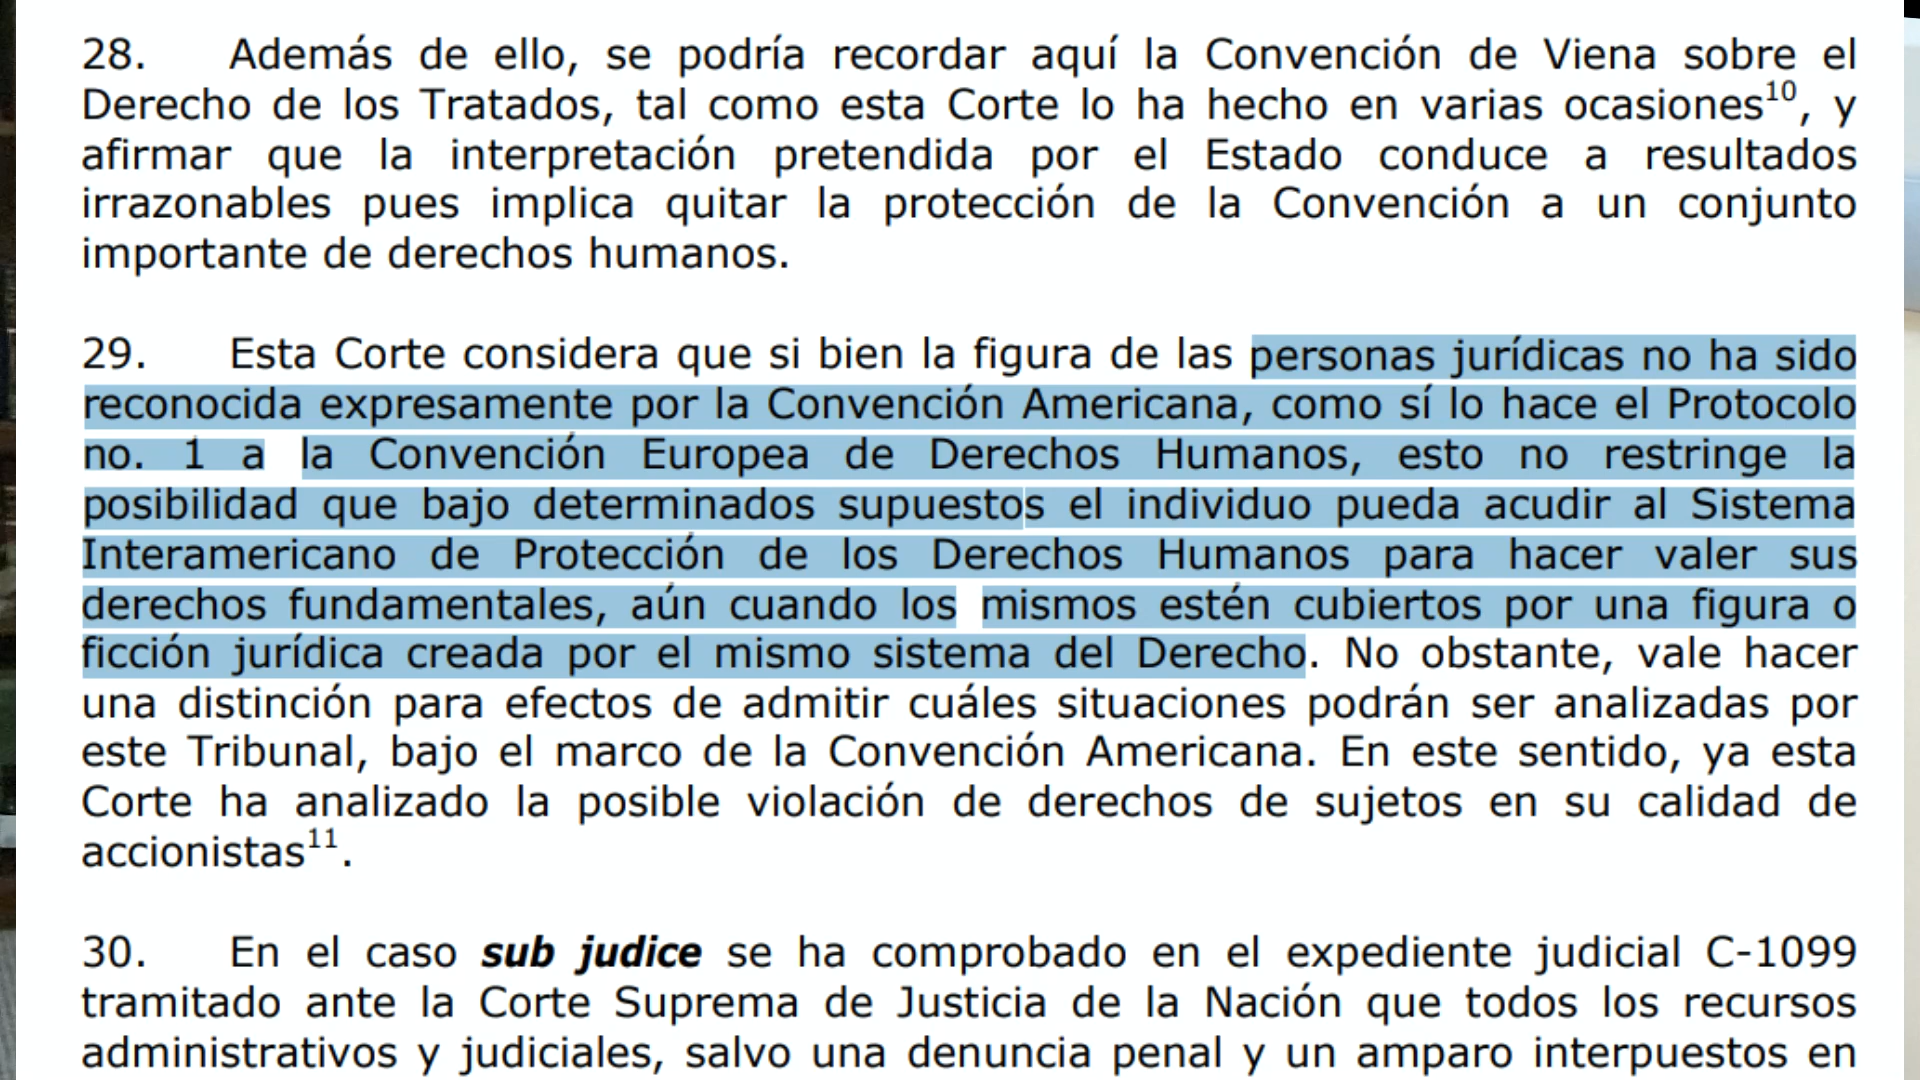 28. Además de ello, se podría recordar aquí la Convención de Viena sobre el
Derecho de los Tratados, tal como esta Corte lo ha hecho en varias ocasiones10, y
afirmar que la interpretación pretendida por el Estado conduce a resultados
irrazonables pues implica quitar la protección de la Convención a un conjunto
importante de derechos humanos.
29. Esta Corte considera que si bien la figura de las personas jurídicas no ha sido
reconocida expresamente por la Convención Americana, como sí lo hace el Protocolo
no. 1 a la Convención Europea de Derechos Humanos, esto no restringe la
posibilidad que bajo determinados supuestos el individuo pueda acudir al Sistema
Interamericano de Protección de los Derechos Humanos para hacer valer sus
derechos fundamentales, aún cuando los mismos estén cubiertos por una figura o
ficción jurídica creada por el mismo sistema del Derecho. No obstante, vale hacer
una distinción para efectos de admitir cuáles situaciones podrán ser analizadas por
este Tribunal, bajo el marco de la Convención Americana. En este sentido, ya esta
Corte ha analizado la posible violación de derechos de sujetos en su calidad de
accionistas11.
30. En el caso sub judice se ha comprobado en el expediente judicial C-1099
tramitado ante la Corte Suprema de Justicia de la Nación que todos los recursos
administrativos y judiciales, salvo una denuncia penal y un amparo interpuestos en